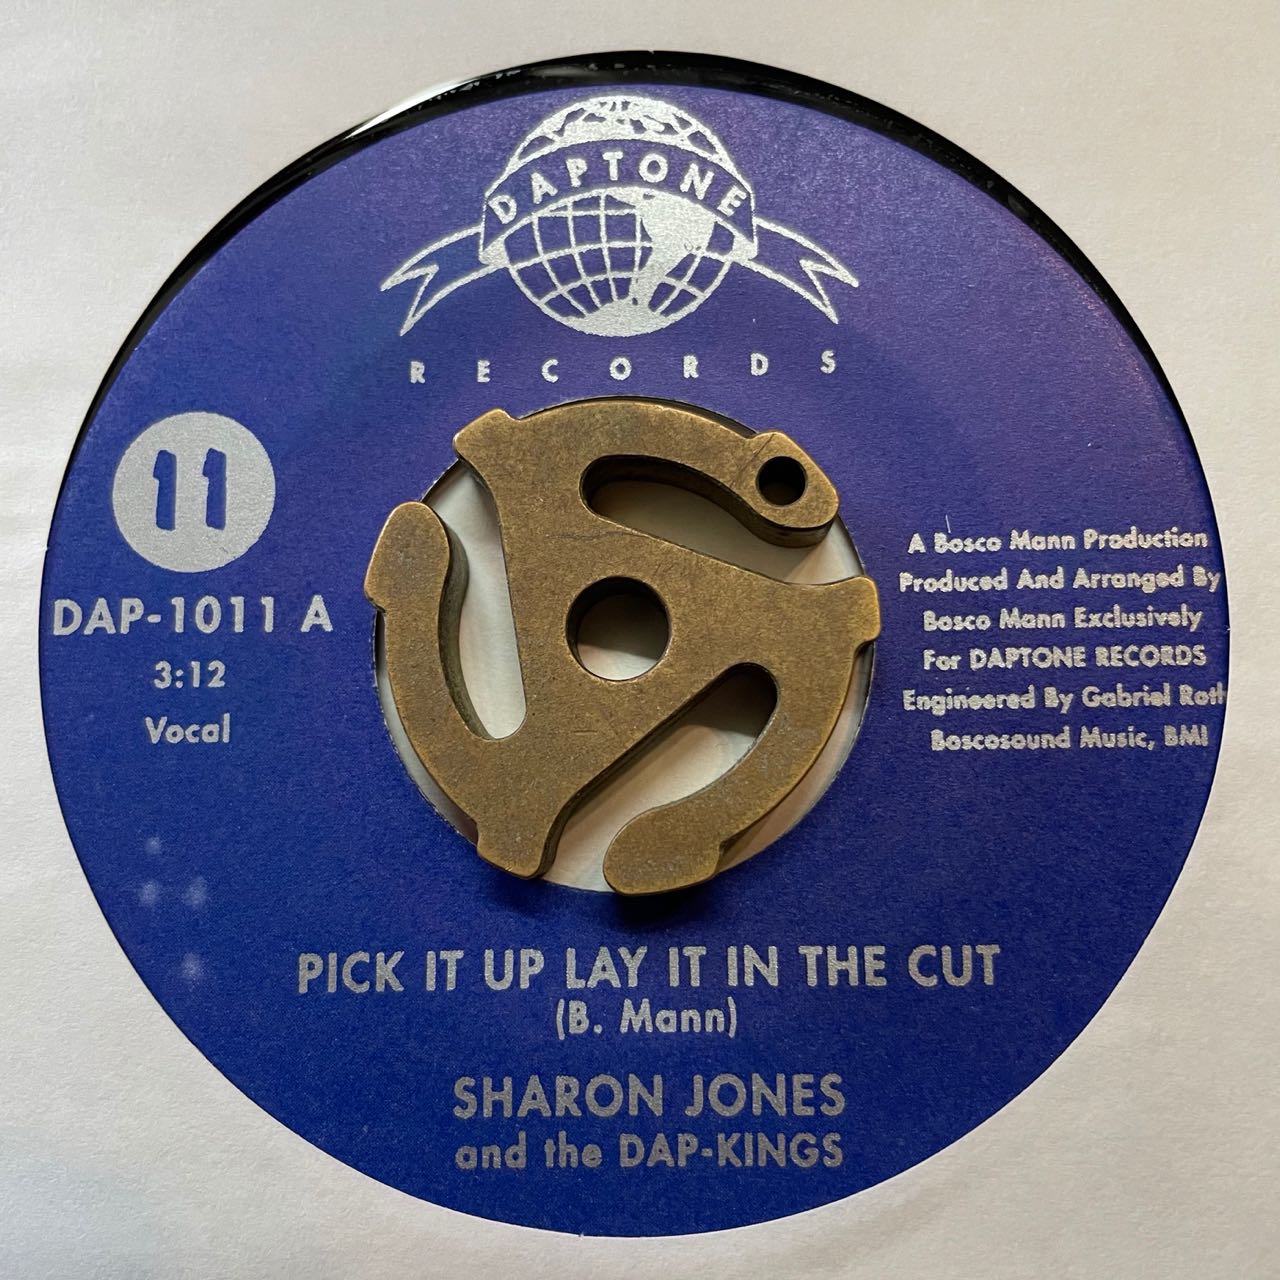 DAPTONE
RECORDS
11
DAP-1011 A
3:12
Vocal
A Bosco Mann Production
Produced And Arranged By
Bosco Mann Exclusively
For DAPTONE RECORDS
Engineered By Gabriel Roth
Boscosound Music, BMI
PICK IT UP LAY IT IN THE CUT
(B. Mann)
SHARON JONES
and the DAP-KINGS